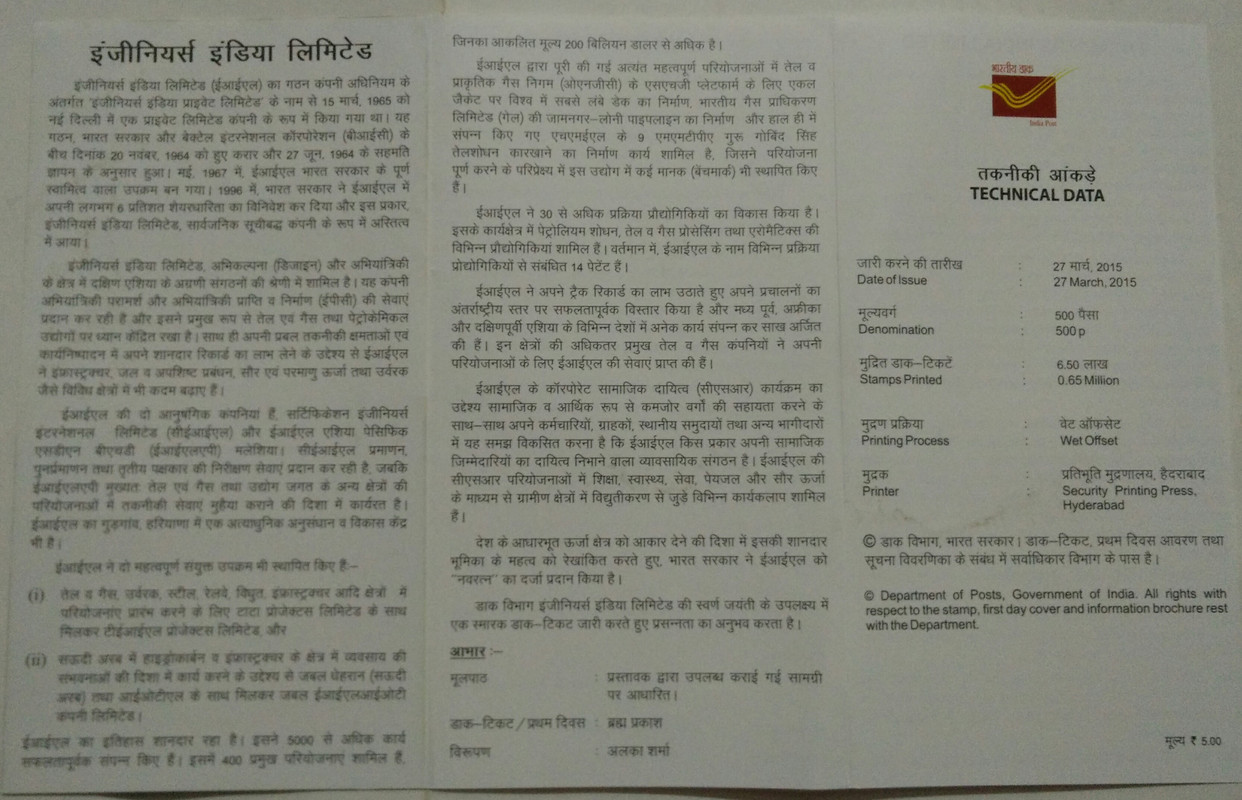 इंजीनियर्स इंडिया लिमिटेड
इंजीनियर्स इंडिया लिमिटेड (ईआईएल) का गठन कंपनी अधिनियम के
अंतर्गत 'इंजीनियर्स इंडिया प्राइवेट लिमिटेड' के नाम से 15 मार्च, 1965 को
नई दिल्ली में एक प्राइवेट लिमिटेड कंपनी के रूप में किया गया था। यह
गठन, भारत सरकार और बेक्टेल इंटरनेशनल कॉरपोरेशन (बीआईसी) के
बीच दिनांक 20 नवंबर, 1964 को हुए करार और 27 जून, 1964 के सहमति
ज्ञापन के अनुसार हुआ। मई, 1967 में, ईआईएल भारत सरकार के पूर्ण
स्वामित्व वाला उपक्रम बन गया। 1996 में, भारत सरकार ने ईआईएल में
अपनी लगभग 6 प्रतिशत शेयरधारिता का विनिवेश कर दिया और इस प्रकार,
इंजीनियर्स इंडिया लिमिटेड, सार्वजनिक सूचीबद्ध कंपनी के रूप में अस्तित्व
में आया।
इंजीनियर्स इंडिया लिमिटेड, अभिकल्पना (डिजाइन) और अभियांत्रिकी
के क्षेत्र में दक्षिण एशिया के अग्रणी संगठनों की श्रेणी में शामिल है। यह कंपनी
अभियांत्रिकी परामर्श और अभियांत्रिकी प्राप्ति व निर्माण (ईपीसी) की सेवाएं
प्रदान कर रही है और इसने प्रमुख रूप से तेल एवं गैस तथा पेट्रोकेमिकल
उद्योगों पर ध्यान केंद्रित रखा है। साथ ही अपनी प्रबल तकनीकी क्षमताओं एवं
कार्यनिष्पादन में अपने शानदार रिकार्ड का लाभ लेने के उद्देश्य से ईआईएल
ने इंफ्रास्ट्रक्चर, जल व अपशिष्ट प्रबंधन, सौर एवं परमाणु ऊर्जा तथा उर्वरक
जैसे विविध क्षेत्रों में भी कदम बढ़ाए हैं।
ईआईएल की दो आनुषंगिक कंपनियां हैं, सर्टिफिकेशन इंजीनियर्स
इंटरनेशनल लिमिटेड (सीईआईएल) और ईआईएल एशिया पेसिफिक
एसडीएन बीएचडी (ईआईएलएपी) मलेशिया। सीईआईएल प्रमाणन,
पुनर्प्रमाणन तथा तृतीय पक्षकार की निरीक्षण सेवाएं प्रदान कर रही है, जबकि
ईआईएलएपी मुख्यतः तेल एवं गैस तथा उद्योग जगत के अन्य क्षेत्रों की
परियोजनाओं में तकनीकी सेवाएं मुहैया कराने की दिशा में कार्यरत है।
ईआईएल का गुड़गांव, हरियाणा में एक अत्याधुनिक अनुसंधान व विकास केंद्र
भी है।
ईआईएल ने दो महत्वपूर्ण संयुक्त उपक्रम भी स्थापित किए हैं:–
(i) तेल व गैस, उर्वरक, स्टील, रेलवे, विद्युत, इंफ्रास्ट्रक्चर आदि क्षेत्रों में
परियोजनाएं प्रारंभ करने के लिए टाटा प्रोजेक्टस लिमिटेड के साथ
मिलकर टीईआईएल प्रोजेक्टस लिमिटेड, और
(ii) सऊदी अरब में हाइड्रोकार्बन व इंफ्रास्ट्रक्चर के क्षेत्र में व्यवसाय की
संभवनाओं की दिशा में कार्य करने के उद्देश्य से जबल घेहरान (सऊदी
अरब) तथा आईओटीएल के साथ मिलकर जबल ईआईएलआईओटी
कंपनी लिमिटेड।
ईआईएल का इतिहास शानदार रहा है। इसने 5000 से अधिक कार्य
सफलतापूर्वक संपन्न किए हैं। इसमें 400 प्रमुख परियोजनाएं शामिल हैं,
जिनका आकलित मूल्य 200 बिलियन डालर से अधिक है।
ईआईएल द्वारा पूरी की गई अत्यंत महत्वपूर्ण परियोजनाओं में तेल व
प्राकृतिक गैस निगम (ओएनजीसी) के एसएचजी प्लेटफार्म के लिए एकल
जैकेट पर विश्व में सबसे लंबे डेक का निर्माण, भारतीय गैस प्राधिकरण
लिमिटेड (गेल) की जामनगर–लोनी पाइपलाइन का निर्माण और हाल ही में
संपन्न किए गए एचएमईएल के 9 एमएमटीपीए गुरू गोबिंद सिंह
तेलशोधन कारखाने का निर्माण कार्य शामिल है, जिसने परियोजना
पूर्ण करने के परिप्रेक्ष्य में इस उद्योग में कई मानक (बेंचमार्क) भी स्थापित किए
हैं।
ईआईएल ने 30 से अधिक प्रक्रिया प्रौद्योगिकियों का विकास किया है।
इसके कार्यक्षेत्र में पेट्रोलियम शोधन, तेल व गैस प्रोसेसिंग तथा एरोमैटिक्स की
विभिन्न प्रौद्योगिकियां शामिल हैं। वर्तमान में, ईआईएल के नाम विभिन्न प्रक्रिया
प्रौद्योगिकियों से संबंधित 14 पेटेंट हैं।
ईआईएल ने अपने ट्रैक रिकार्ड का लाभ उठाते हुए अपने प्रचालनों का
अंतर्राष्ट्रीय स्तर पर सफलतापूर्वक विस्तार किया है और मध्य पूर्व, अफ्रीका
और दक्षिणपूर्वी एशिया के विभिन्न देशों में अनेक कार्य संपन्न कर साख अर्जित
की है। इन क्षेत्रों की अधिकतर प्रमुख तेल व गैस कंपनियों ने अपनी
परियोजनाओं के लिए ईआईएल की सेवाएं प्राप्त की हैं।
ईआईएल के कॉरपोरेट सामाजिक दायित्व (सीएसआर) कार्यक्रम का
उद्देश्य सामाजिक व आर्थिक रूप से कमजोर वर्गों की सहायता करने के
साथ–साथ अपने कर्मचारियों, ग्राहकों, स्थानीय समुदायों तथा अन्य भागीदारों
में यह समझ विकसित करना है कि ईआईएल किस प्रकार अपनी सामाजिक
जिम्मेदारियों का दायित्व निभाने वाला व्यावसायिक संगठन है। ईआईएल की
सीएसआर परियोजनाओं में शिक्षा, स्वास्थ्य, सेवा, पेयजल और सौर ऊर्जा
के माध्यम से ग्रामीण क्षेत्रों में विद्युतीकरण से जुडे विभिन्न कार्यकलाप शामिल
हैं।
देश के आधारभूत ऊर्जा क्षेत्र को आकार देने की दिशा में इसकी शानदार
भूमिका के महत्व को रेखांकित करते हुए, भारत सरकार ने ईआईएल को
"नवरत्न" का दर्जा प्रदान किया है।
डाक विभाग इंजीनियर्स इंडिया लिमिटेड की स्वर्ण जयंती के उपलक्ष्य में
एक स्मारक डाक–टिकट जारी करते हुए प्रसन्नता का अनुभव करता है।
आभार :–
मूलपाठ : प्रस्तावक द्वारा उपलब्ध कराई गई सामग्री
पर आधारित।
डाक–टिकट / प्रथम दिवस : ब्रह्म प्रकाश
विरूपण : अलका शर्मा
भारतीय डाक
India Post
तकनीकी आंकड़े
TECHNICAL DATA
जारी करने की तारीख : 27 मार्च, 2015
Date of Issue : 27 March, 2015
मूल्यवर्ग : 500 पैसा
Denomination : 500 p
मुद्रित डाक–टिकटें : 6.50 लाख
Stamps Printed : 0.65 Million
मुद्रण प्रक्रिया : वेट ऑफसेट
Printing Process : Wet Offset
मुद्रक : प्रतिभूति मुद्रणालय, हैदराबाद
Printer : Security Printing Press,
Hyderabad
© डाक विभाग, भारत सरकार। डाक–टिकट, प्रथम दिवस आवरण तथा
सूचना विवरणिका के संबंध में सर्वाधिकार विभाग के पास है।
© Department of Posts, Government of India. All rights with
respect to the stamp, first day cover and information brochure rest
with the Department.
मूल्य ₹ 5.00